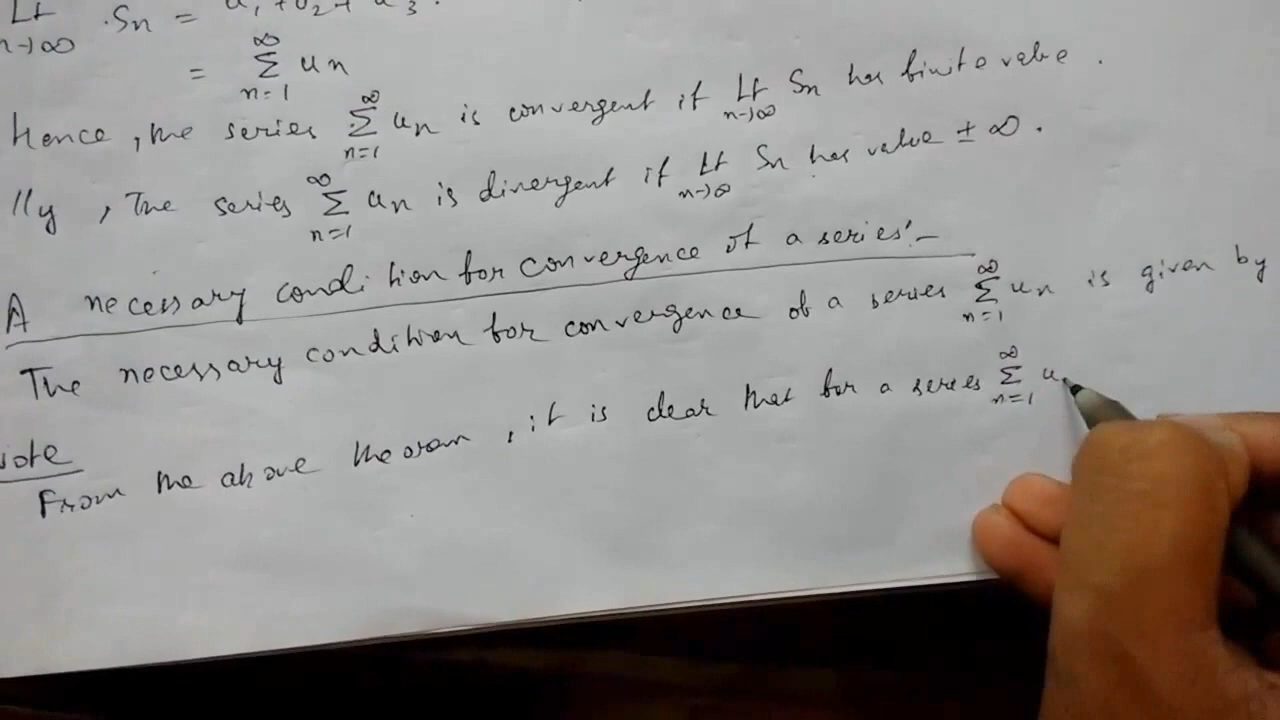 Lt n→∞ Sn = u1 + u2 + u3.
= ∞ Σ n=1 un
Hence, the series ∞ Σ n=1 un is convergent if Lt n→∞ Sn has finite value.
lly, The series ∞ Σ n=1 un is divergent if Lt n→∞ Sn has value ± ∞.
A necessary condition for convergence of a series:-
The necessary condition for convergence of a series ∞ Σ n=1 un is given by
Note
From the above theorem, it is clear that for a series ∞ Σ n=1 u